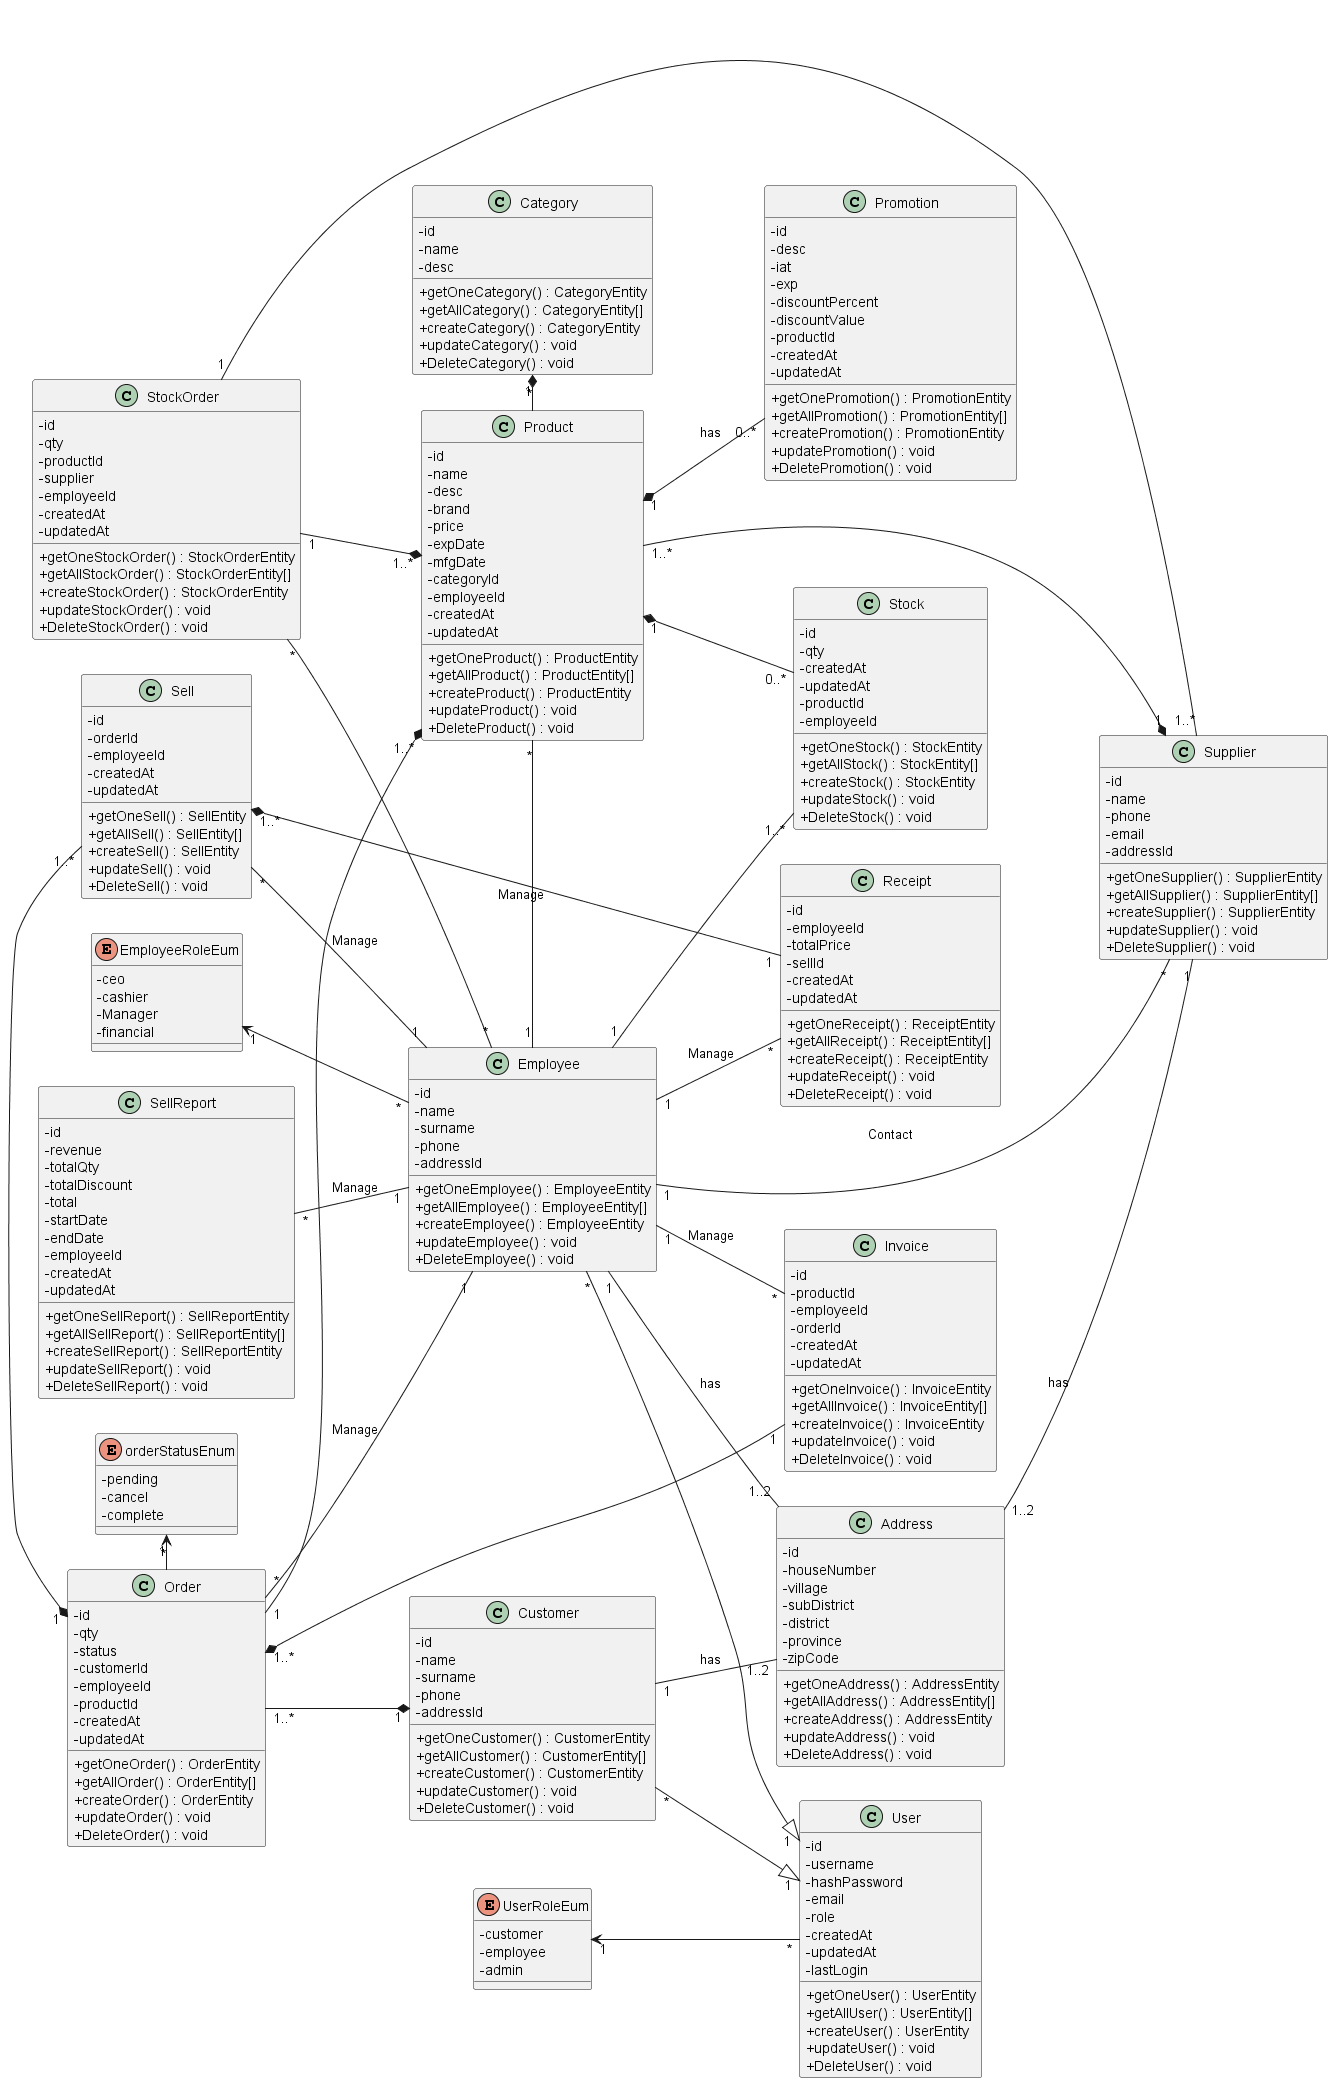 C Category
-id
-name
-desc
+getOneCategory() : CategoryEntity
+getAllCategory() : CategoryEntity[]
+createCategory() : CategoryEntity
+updateCategory() : void
+DeleteCategory() : void
C Promotion
-id
-desc
-iat
-exp
-discountPercent
-discountValue
-productId
-createdAt
-updatedAt
+getOnePromotion() : PromotionEntity
+getAllPromotion() : PromotionEntity[]
+createPromotion() : PromotionEntity
+updatePromotion() : void
+DeletePromotion() : void
1
C StockOrder
-id
-qty
-productId
-supplier
-employeeId
-createdAt
-updatedAt
+getOneStockOrder() : StockOrderEntity
+getAllStockOrder() : StockOrderEntity[]
+createStockOrder() : StockOrderEntity
+updateStockOrder() : void
+DeleteStockOrder() : void
1
*
C Product
-id
-name
-desc
-brand
-price
-expDate
-mfgDate
-categoryId
-employeeId
-createdAt
-updatedAt
+getOneProduct() : ProductEntity
+getAllProduct() : ProductEntity[]
+createProduct() : ProductEntity
+updateProduct() : void
+DeleteProduct() : void
has
0..*
1
1
1..*
1..*
1
0..*
*
1..*
*
C Stock
-id
-qty
-createdAt
-updatedAt
-productId
-employeeId
+getOneStock() : StockEntity
+getAllStock() : StockEntity[]
+createStock() : StockEntity
+updateStock() : void
+DeleteStock() : void
1..*
C Sell
-id
-orderId
-employeeId
-createdAt
-updatedAt
+getOneSell() : SellEntity
+getAllSell() : SellEntity[]
+createSell() : SellEntity
+updateSell() : void
+DeleteSell() : void
1..*
1..*
*
1
1..*
C Supplier
-id
-name
-phone
-email
-addressId
+getOneSupplier() : SupplierEntity
+getAllSupplier() : SupplierEntity[]
+createSupplier() : SupplierEntity
+updateSupplier() : void
+DeleteSupplier() : void
*
1
Manage
Manage
1
C Receipt
-id
-employeeId
-totalPrice
-sellId
-createdAt
-updatedAt
+getOneReceipt() : ReceiptEntity
+getAllReceipt() : ReceiptEntity[]
+createReceipt() : ReceiptEntity
+updateReceipt() : void
+DeleteReceipt() : void
E EmployeeRoleEum
-ceo
-cashier
-Manager
-financial
1
*
1
*
1
1
C Employee
-id
-name
-surname
-phone
-addressId
+getOneEmployee() : EmployeeEntity
+getAllEmployee() : EmployeeEntity[]
+createEmployee() : EmployeeEntity
+updateEmployee() : void
+DeleteEmployee() : void
Manage
*
1
Contact
1
C SellReport
-id
-revenue
-totalQty
-totalDiscount
-total
-startDate
-endDate
-employeeId
-createdAt
-updatedAt
+getOneSellReport() : SellReportEntity
+getAllSellReport() : SellReportEntity[]
+createSellReport() : SellReportEntity
+updateSellReport() : void
+DeleteSellReport() : void
Manage
1
*
1
Manage
*
1
*
1
C Invoice
-id
-productId
-employeeId
-orderId
-createdAt
-updatedAt
+getOneInvoice() : InvoiceEntity
+getAllInvoice() : InvoiceEntity[]
+createInvoice() : InvoiceEntity
+updateInvoice() : void
+DeleteInvoice() : void
1
has
has
Manage
1..2
1..2
E orderStatusEnum
-pending
-cancel
-complete
1
*
C Order
-id
-qty
-status
-customerId
-employeeId
-productId
-createdAt
-updatedAt
+getOneOrder() : OrderEntity
+getAllOrder() : OrderEntity[]
+createOrder() : OrderEntity
+updateOrder() : void
+DeleteOrder() : void
1
*
1
1..*
1..*
1
C Customer
-id
-name
-surname
-phone
-addressId
+getOneCustomer() : CustomerEntity
+getAllCustomer() : CustomerEntity[]
+createCustomer() : CustomerEntity
+updateCustomer() : void
+DeleteCustomer() : void
has
1..2
1
*
C Address
-id
-houseNumber
-village
-subDistrict
-district
-province
-zipCode
+getOneAddress() : AddressEntity
+getAllAddress() : AddressEntity[]
+createAddress() : AddressEntity
+updateAddress() : void
+DeleteAddress() : void
1
1
C User
-id
-username
-hashPassword
-email
-role
-createdAt
-updatedAt
-lastLogin
+getOneUser() : UserEntity
+getAllUser() : UserEntity[]
+createUser() : UserEntity
+updateUser() : void
+DeleteUser() : void
E UserRoleEum
-customer
-employee
-admin
1
*